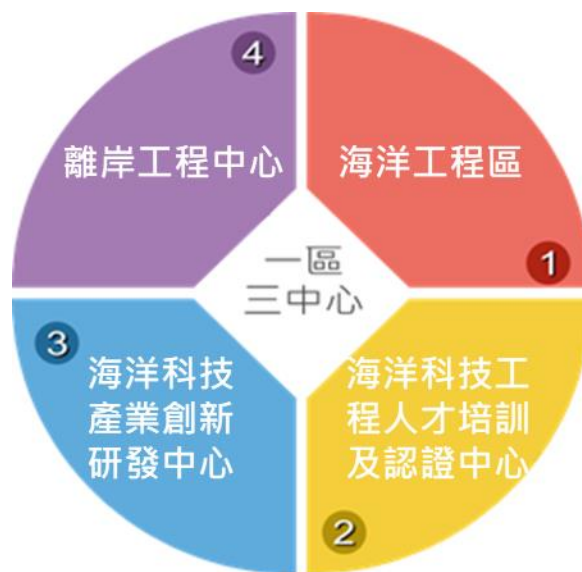 一區
三中心
1
海洋工程區
2
海洋科技工
程人才培訓
及認證中心
3
海洋科技
產業創新
研發中心
4
離岸工程中心